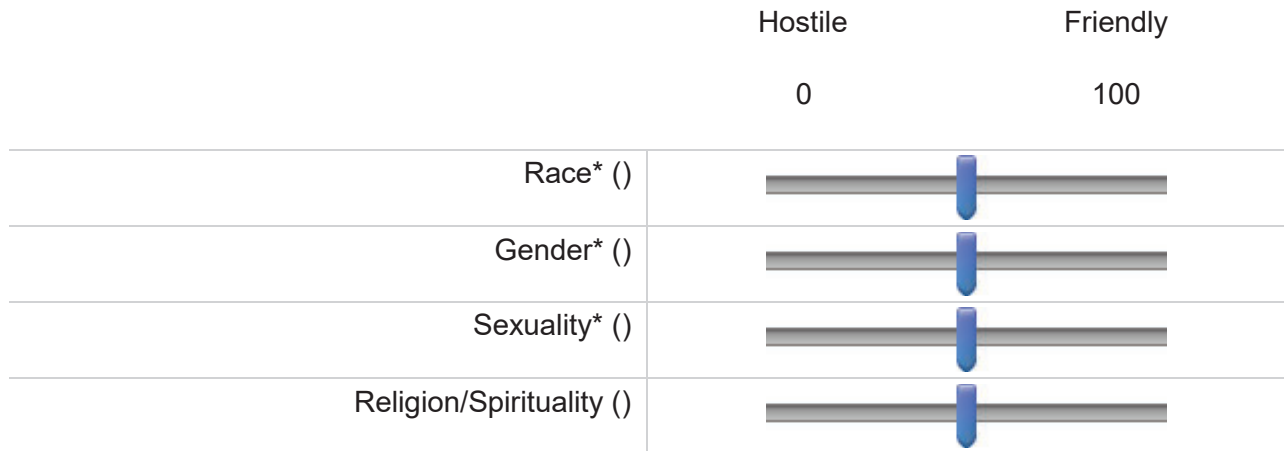 Hostile Friendly
0 100
Race* ()
Gender* ()
Sexuality* ()
Religion/Spirituality ()